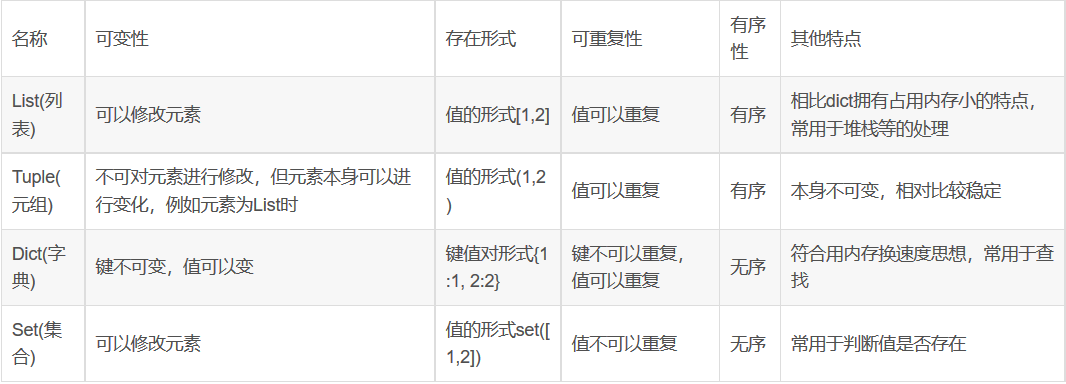 名称
可变性
存在形式
可重复性
有序
性
其他特点
List(列
表)
可以修改元素
值的形式[1,2]
值可以重复
有序
相比dict拥有占用内存小的特点，
常用于堆栈等的处理
Tuple(
元组)
不可对元素进行修改，但元素本身可以进
行变化，例如元素为List时
值的形式(1,2
)
值可以重复
有序
本身不可变，相对比较稳定
Dict(字
典)
键不可变，值可以变
键值对形式{1
:1, 2:2}
键不可以重复，
值可以重复
无序
符合用内存换速度思想，常用于查
找
Set(集
合)
可以修改元素
值的形式set([
1,2])
值不可以重复
无序
常用于判断值是否存在